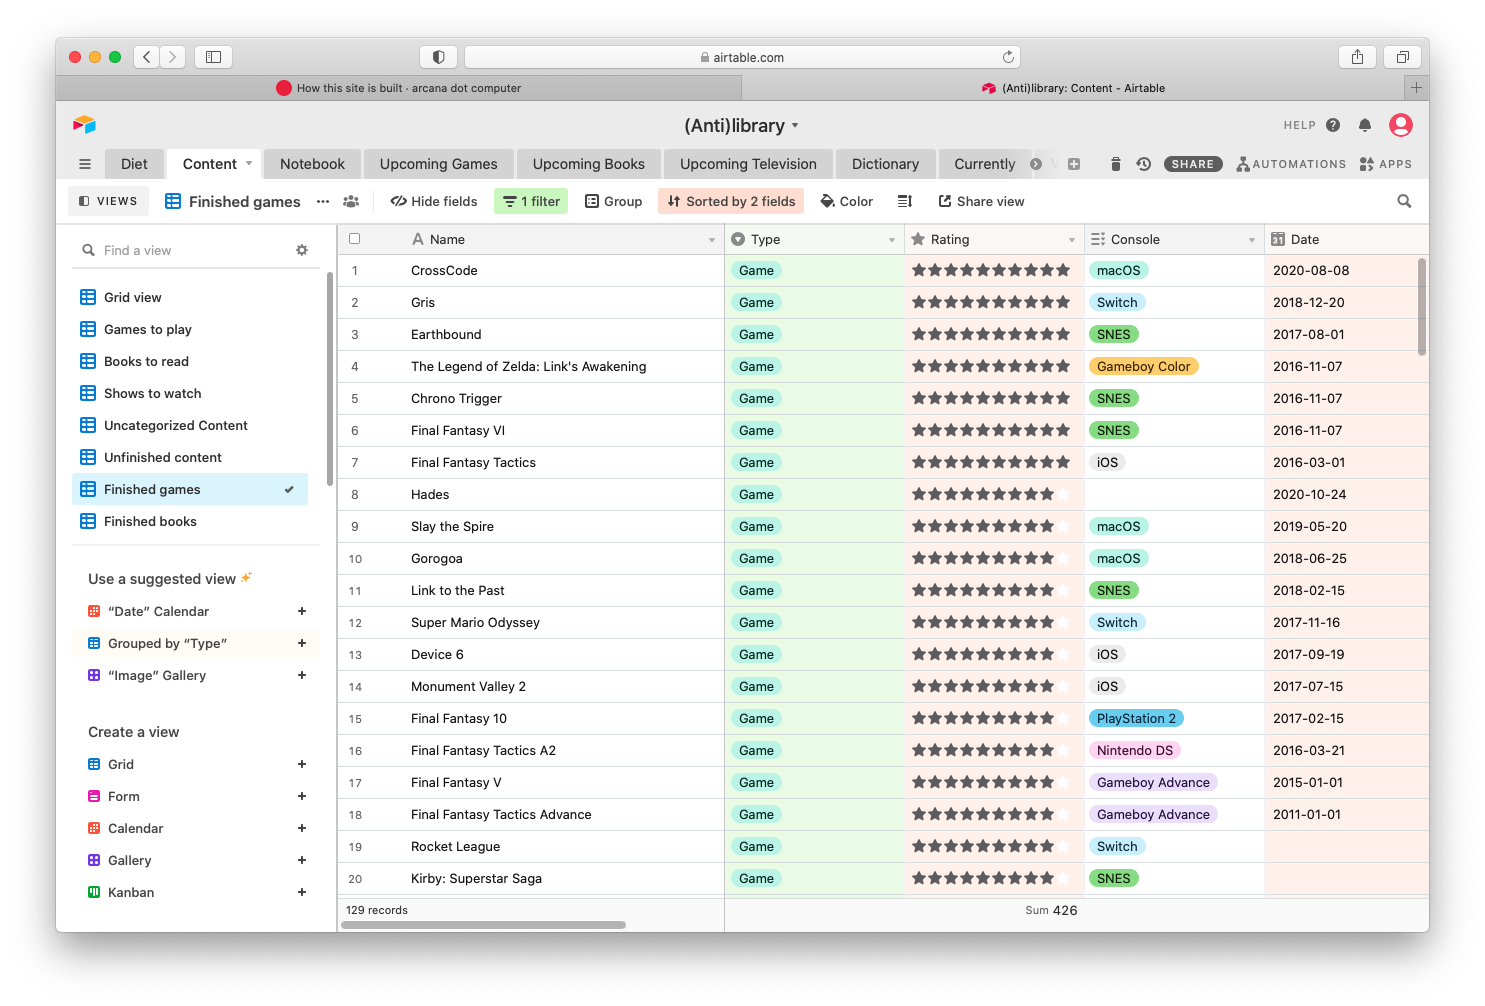 airtable.com
How this site is built · arcana dot computer
(Anti)library: Content - Airtable
(Anti)library
HELP
Diet
Content
Notebook
Upcoming Games
Upcoming Books
Upcoming Television
Dictionary
Currently
SHARE
AUTOMATIONS
APPS
VIEWS
Finished games
Hide fields
1 filter
Group
Sorted by 2 fields
Color
Share view
Find a view
Grid view
Games to play
Books to read
Shows to watch
Uncategorized Content
Unfinished content
Finished games
Finished books
Use a suggested view
“Date” Calendar
Grouped by “Type”
“Image” Gallery
Create a view
Grid
Form
Calendar
Gallery
Kanban
Name Type Rating Console 31 Date
1 CrossCode Game macOS 2020-08-08
2 Gris Game Switch 2018-12-20
3 Earthbound Game SNES 2017-08-01
4 The Legend of Zelda: Link's Awakening Game Gameboy Color 2016-11-07
5 Chrono Trigger Game SNES 2016-11-07
6 Final Fantasy VI Game SNES 2016-11-07
7 Final Fantasy Tactics Game iOS 2016-03-01
8 Hades Game 2020-10-24
9 Slay the Spire Game macOS 2019-05-20
10 Gorogoa Game macOS 2018-06-25
11 Link to the Past Game SNES 2018-02-15
12 Super Mario Odyssey Game Switch 2017-11-16
13 Device 6 Game iOS 2017-09-19
14 Monument Valley 2 Game iOS 2017-07-15
15 Final Fantasy 10 Game PlayStation 2 2017-02-15
16 Final Fantasy Tactics A2 Game Nintendo DS 2016-03-21
17 Final Fantasy V Game Gameboy Advance 2015-01-01
18 Final Fantasy Tactics Advance Game Gameboy Advance 2011-01-01
19 Rocket League Game Switch
20 Kirby: Superstar Saga Game SNES
129 records
Sum 426